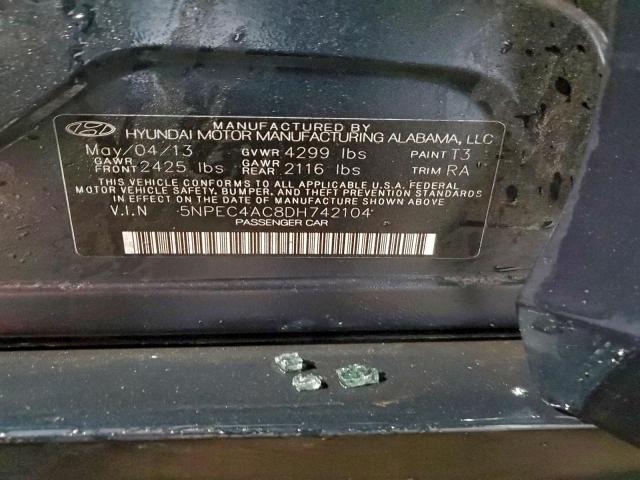 MANUFACTURED BY
HYUNDAI MOTOR MANUFACTURING ALABAMA, LLC
May/04/13 GVWR 4299 lbs PAINT T3
GAWR FRONT 2425 lbs GAWR REAR 2116 lbs TRIM RA
THIS VEHICLE CONFORMS TO ALL APPLICABLE U.S.A. FEDERAL
MOTOR VEHICLE SAFETY, BUMPER, AND THEFT PREVENTION STANDARDS
IN EFFECT ON THE DATE OF MANUFACTURE SHOWN ABOVE.
V.I.N 5NPEC4AC8DH742104
PASSENGER CAR